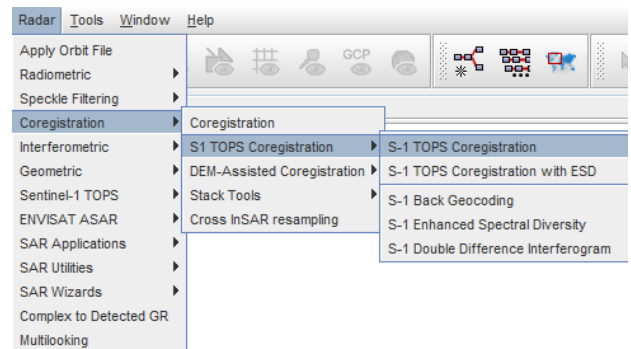 Radar Tools Window Help
Apply Orbit File
Radiometric
Speckle Filtering
Coregistration
Interferometric
Geometric
Sentinel-1 TOPS
ENVISAT ASAR
SAR Applications
SAR Utilities
SAR Wizards
Complex to Detected GR
Multilooking
GCP
Coregistration
S1 TOPS Coregistration
DEM-Assisted Coregistration
Stack Tools
Cross InSAR resampling
S-1 TOPS Coregistration
S-1 TOPS Coregistration with ESD
S-1 Back Geocoding
S-1 Enhanced Spectral Diversity
S-1 Double Difference Interferogram